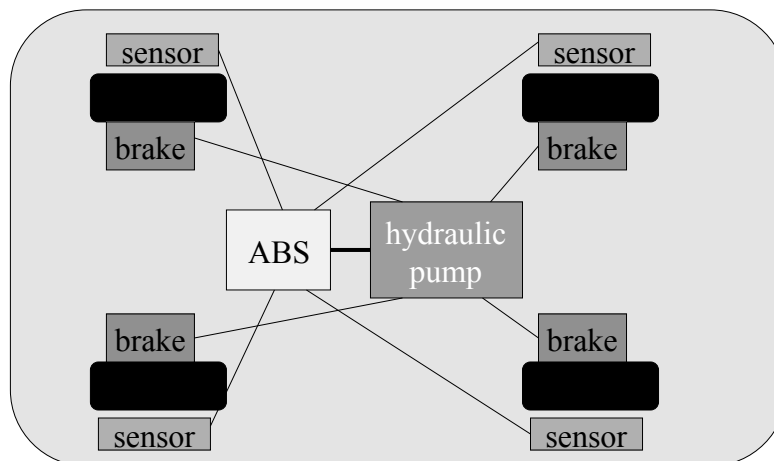 sensor
sensor
brake
brake
ABS
hydraulic
pump
brake
brake
sensor
sensor